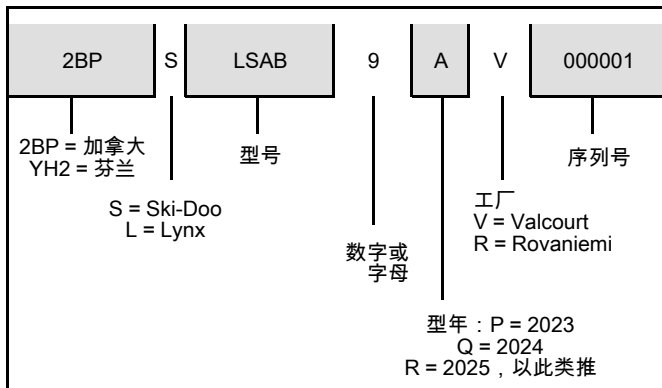 2BP S LSAB 9 A V 000001
2BP = 加拿大
YH2 = 芬兰
型号
序列号
S = Ski-Doo
L = Lynx
工厂
V = Valcourt
R = Rovaniemi
数字或
字母
型年：P = 2023
Q = 2024
R = 2025，以此类推